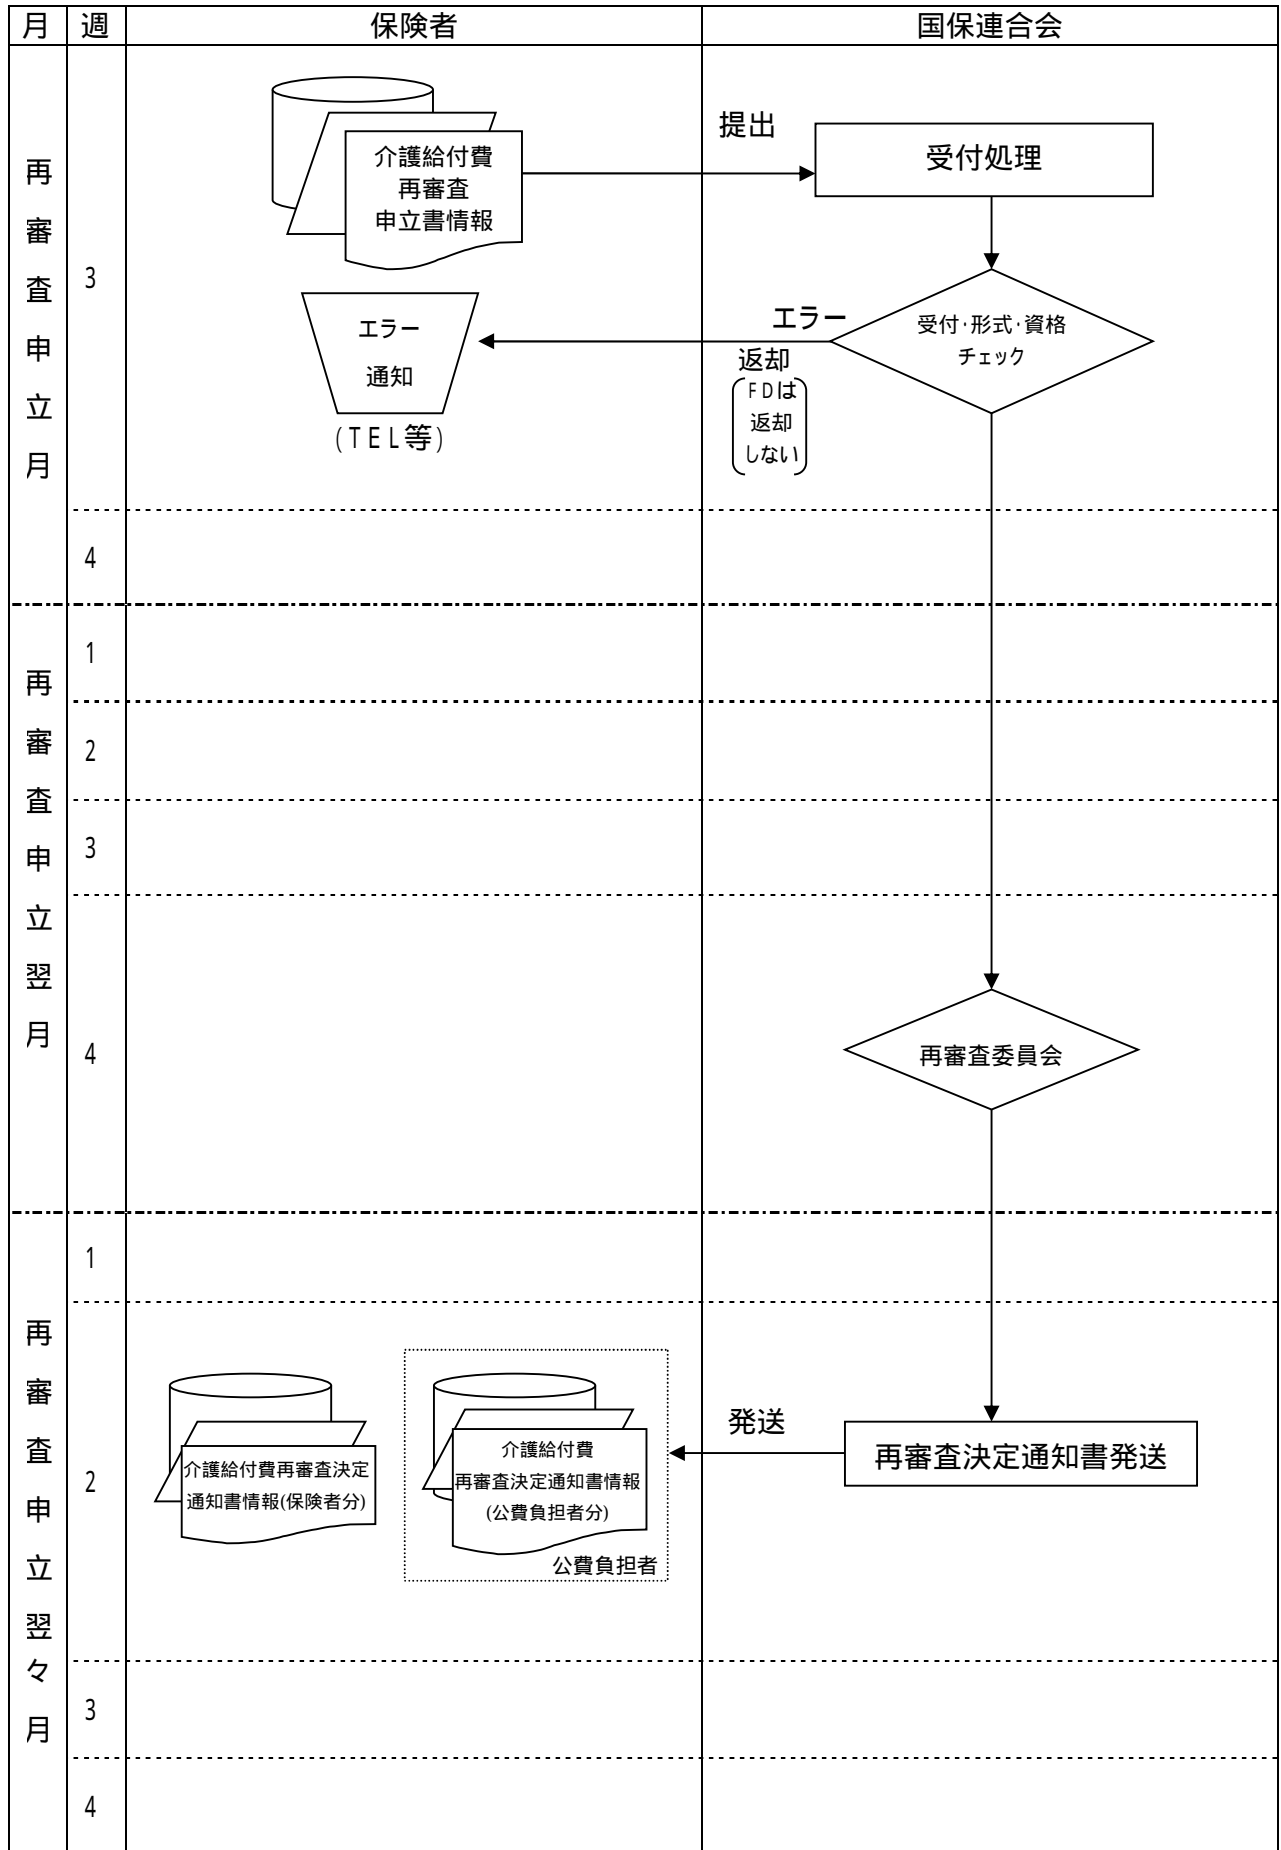 月 週 保険者 国保連合会
再審査申立月
3
介護給付費
再審査
申立書情報
提出
受付処理
エラー
通知
(TEL等)
エラー
返却
FDは
返却
しない
受付・形式・資格
チェック
4
再審査申立翌月
1
2
3
4
再審査委員会
再審査申立翌々月
1
2
介護給付費再審査決定
通知書情報(保険者分)
介護給付費
再審査決定通知書情報
(公費負担者分)
公費負担者
発送
再審査決定通知書発送
3
4